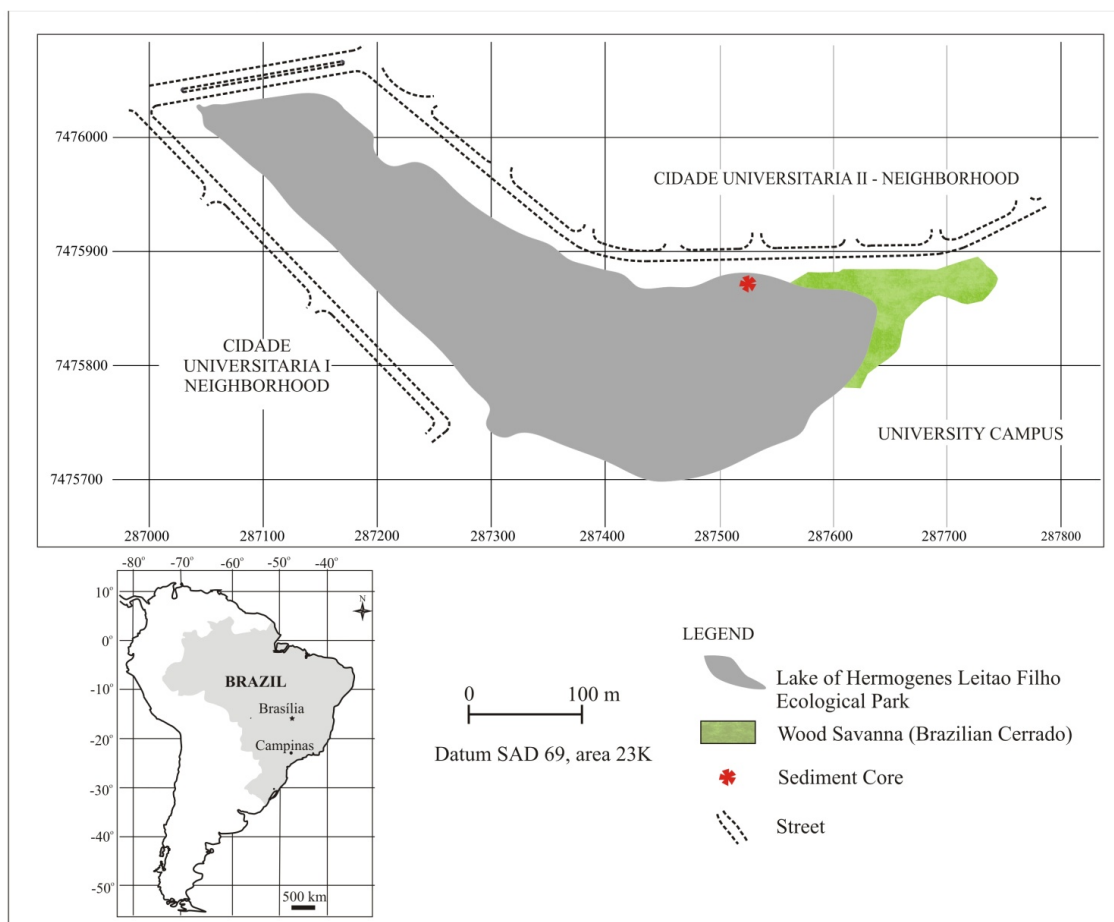 7476000
7475900
7475800
7475700
CIDADE UNIVERSITARIA II - NEIGHBORHOOD
CIDADE
UNIVERSITARIA I
NEIGHBORHOOD
UNIVERSITY CAMPUS
287000 287100 287200 287300 287400 287500 287600 287700 287800
-80° -70° -60° -50° -40°
10°
0°
-10°
-20°
-30°
-40°
-50°
N
BRAZIL
Brasília
Campinas
500 km
0 100 m
Datum SAD 69, area 23K
LEGEND
Lake of Hermogenes Leitao Filho
Ecological Park
Wood Savanna (Brazilian Cerrado)
Sediment Core
Street